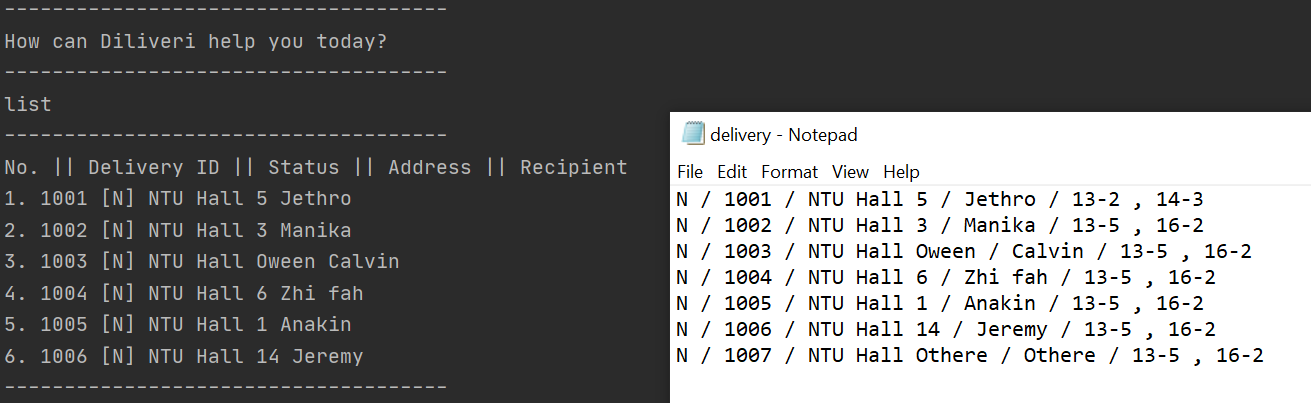 -------------------------------------
How can Diliveri help you today?
-------------------------------------
list
-------------------------------------
No. || Delivery ID || Status || Address || Recipient
1. 1001 [N] NTU Hall 5 Jethro
2. 1002 [N] NTU Hall 3 Manika
3. 1003 [N] NTU Hall Oween Calvin
4. 1004 [N] NTU Hall 6 Zhi fah
5. 1005 [N] NTU Hall 1 Anakin
6. 1006 [N] NTU Hall 14 Jeremy
-------------------------------------
delivery - Notepad
File Edit Format View Help
N / 1001 / NTU Hall 5 / Jethro / 13-2 , 14-3
N / 1002 / NTU Hall 3 / Manika / 13-5 , 16-2
N / 1003 / NTU Hall Oween / Calvin / 13-5 , 16-2
N / 1004 / NTU Hall 6 / Zhi fah / 13-5 , 16-2
N / 1005 / NTU Hall 1 / Anakin / 13-5 , 16-2
N / 1006 / NTU Hall 14 / Jeremy / 13-5 , 16-2
N / 1007 / NTU Hall Othere / Othere / 13-5 , 16-2